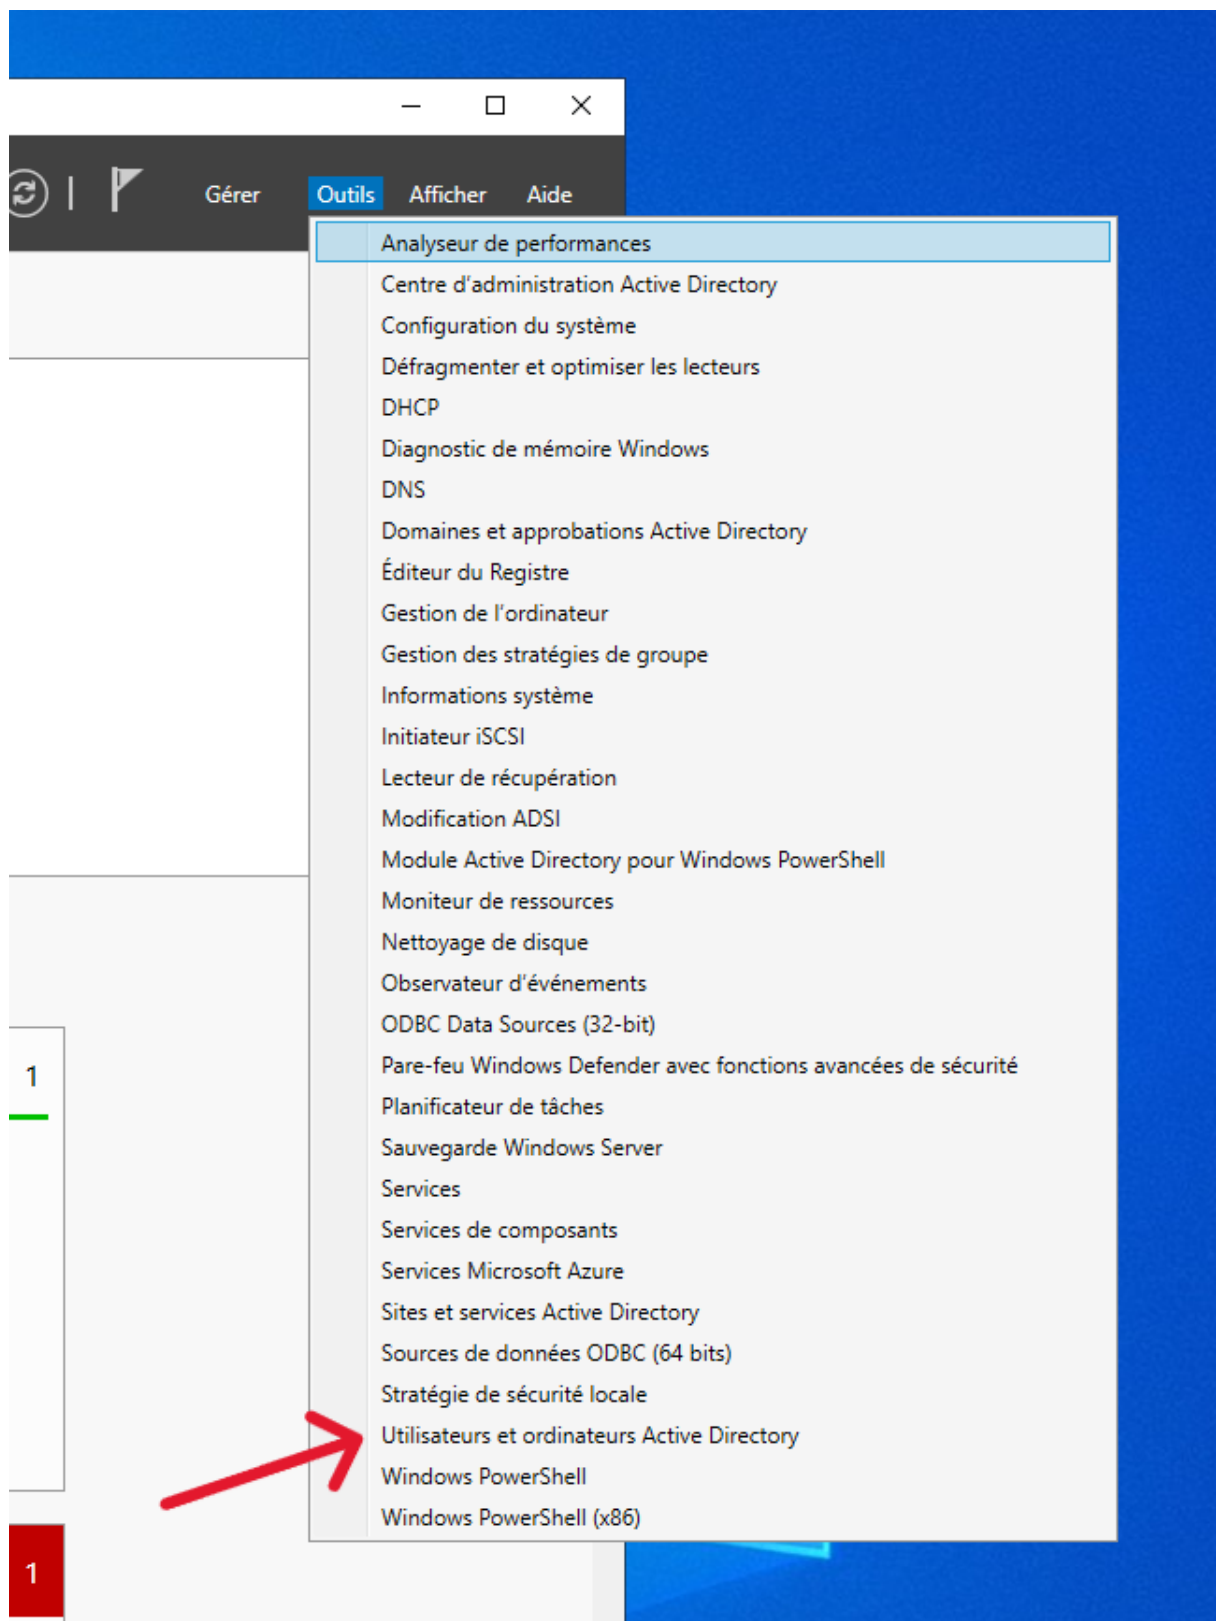 Gérer Outils Afficher Aide
Analyseur de performances
Centre d'administration Active Directory
Configuration du système
Défragmenter et optimiser les lecteurs
DHCP
Diagnostic de mémoire Windows
DNS
Domaines et approbations Active Directory
Éditeur du Registre
Gestion de l'ordinateur
Gestion des stratégies de groupe
Informations système
Initiateur iSCSI
Lecteur de récupération
Modification ADSI
Module Active Directory pour Windows PowerShell
Moniteur de ressources
Nettoyage de disque
Observateur d'événements
ODBC Data Sources (32-bit)
1
Pare-feu Windows Defender avec fonctions avancées de sécurité
Planificateur de tâches
Sauvegarde Windows Server
Services
Services de composants
Services Microsoft Azure
Sites et services Active Directory
Sources de données ODBC (64 bits)
Stratégie de sécurité locale
Utilisateurs et ordinateurs Active Directory
Windows PowerShell
Windows PowerShell (x86)
1